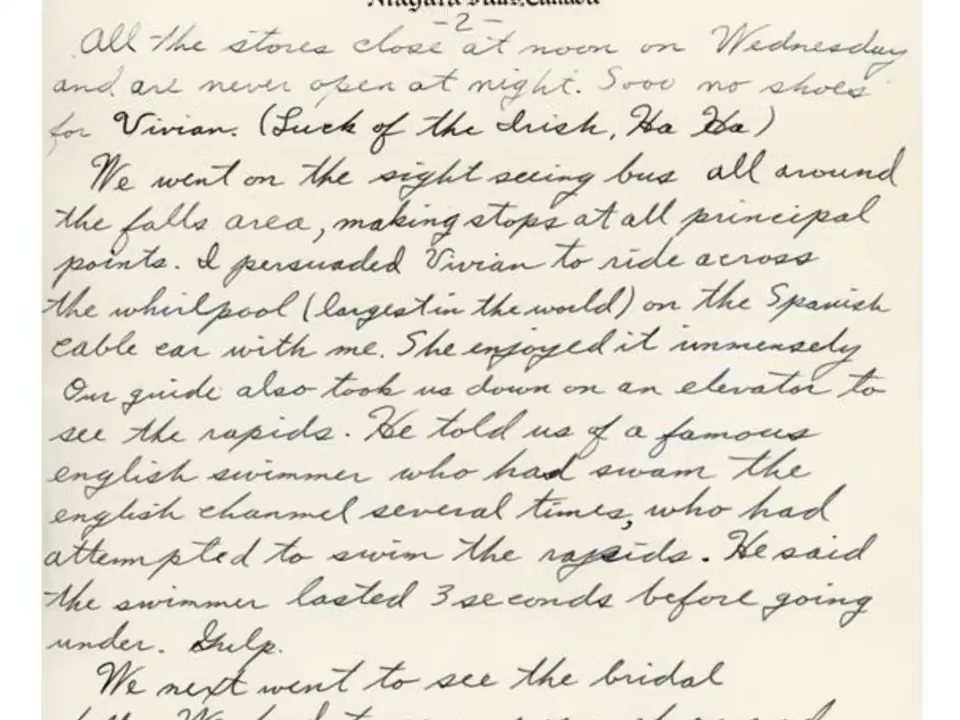 Niagara Falls, Canada
-2-
All the stores close at noon on Wednesday
and are never open at night. Sooo no shoes
for Vivian. (Luck of the Irish, Ha Ha)
We went on the sight seeing bus all around
the falls area, making stops at all principal
points. I persuaded Vivian to ride across
the whirlpool (largest in the world) on the Spanish
cable car with me. She enjoyed it immensely
Our guide also took us down on an elevator to
see the rapids. He told us of a famous
english swimmer who had swam the
english channel several times, who had
attempted to swim the rapids. He said
the swimmer lasted 3 seconds before going
under. Gulp.
We next went to see the bridal